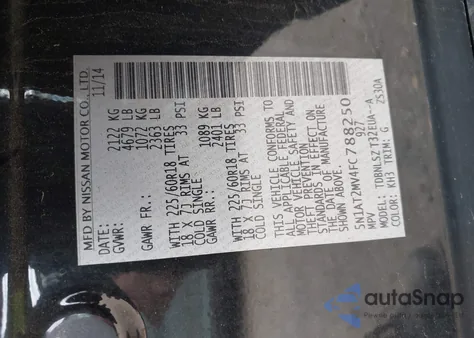 MFD BY NISSAN MOTOR CO.,LTD.
DATE: 11/14
GVWR: 2122 KG
4679 LB
GAWR FR.: 1072 KG
2363 LB
WITH 225/60R18 TIRES
18 X 7J RIMS AT 33 PSI
COLD SINGLE
GAWR RR.: 1089 KG
2401 LB
WITH 225/60R18 TIRES
18 X 7J RIMS AT 33 PSI
COLD SINGLE
THIS VEHICLE CONFORMS TO
ALL APPLICABLE FEDERAL
MOTOR VEHICLE SAFETY AND
THEFT PREVENTION
STANDARDS IN EFFECT ON
THE DATE OF MANUFACTURE
SHOWN ABOVE.
5N1AT2MV4FC788250
MPV 927
MODEL: TDRNLSZT32EUA--A
COLOR: KH3 TRIM: G 2S30A
autoSnap